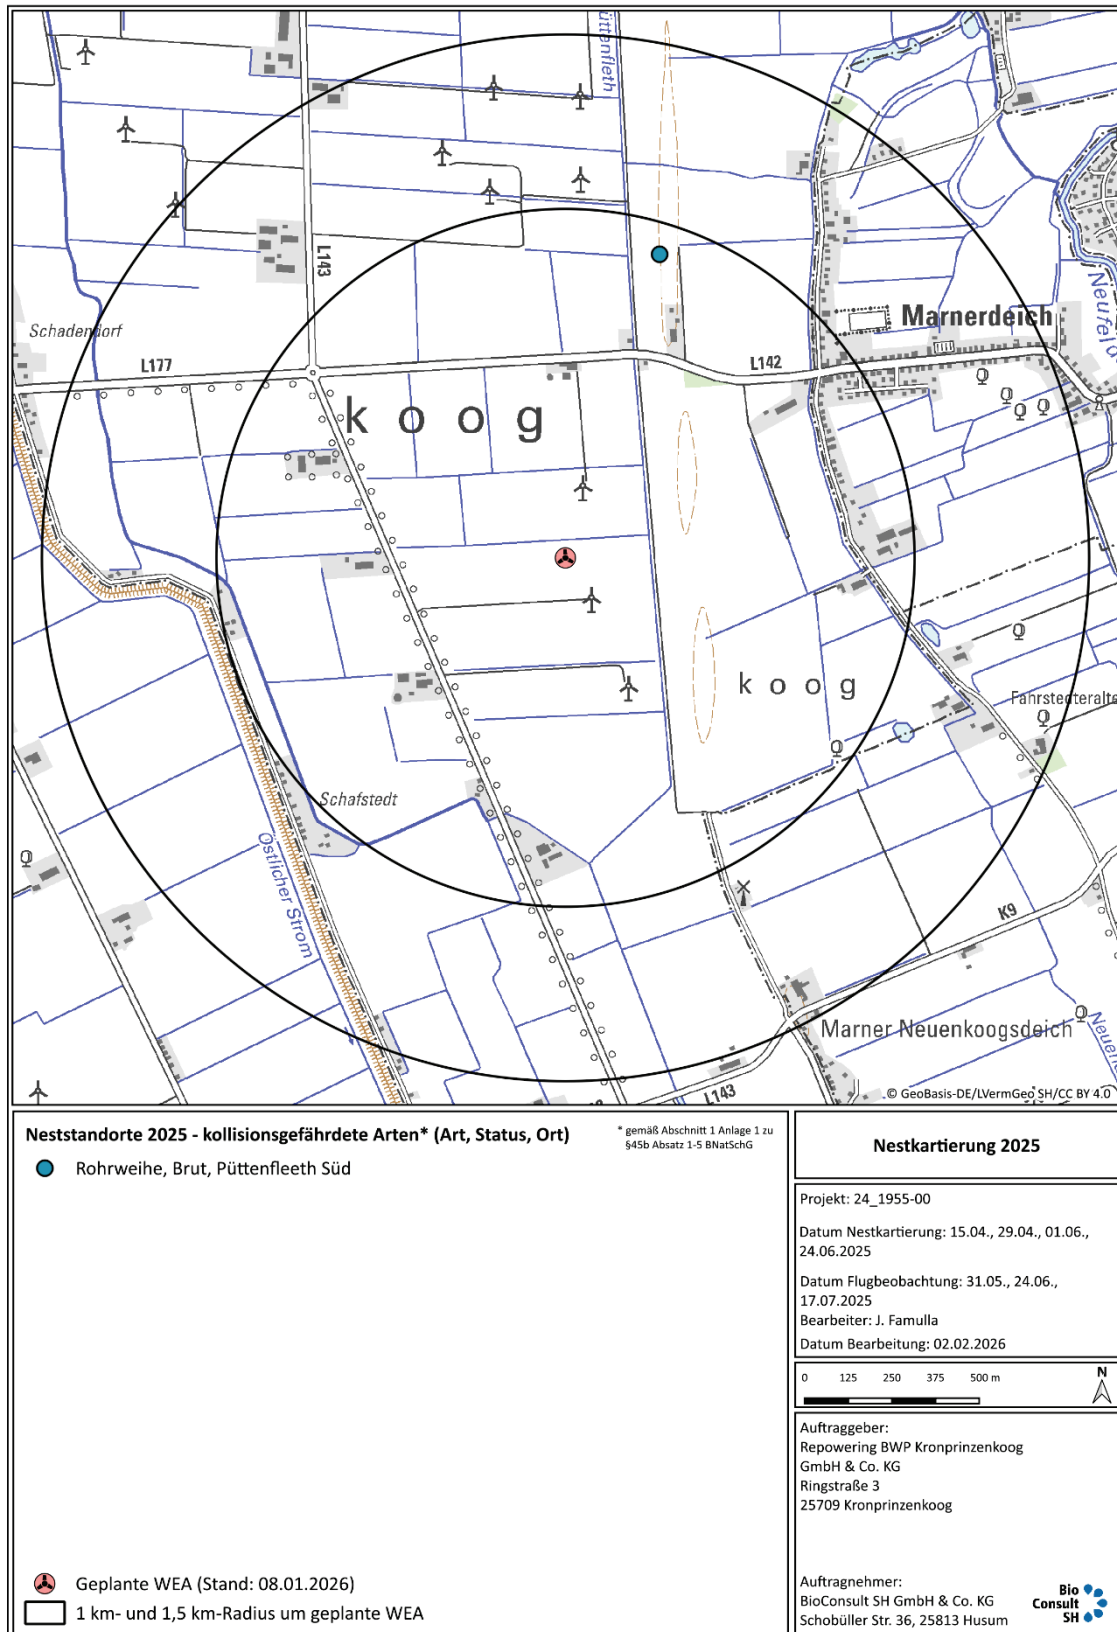 üttenfleth
L143
Schadendorf
L177
Marnerdeich
L142
koog
koog
Fahrstedteralte
Schafstedt
Östlicher Strom
K9
Marner Neuenkoogsdeich
L143
© GeoBasis-DE/LVermGeo SH/CC BY 4.0
Neststandorte 2025 - kollisionsgefährdete Arten* (Art, Status, Ort)
* gemäß Abschnitt 1 Anlage 1 zu
§45b Absatz 1-5 BNatSchG
Rohrweihe, Brut, Püttenfleeth Süd
Geplante WEA (Stand: 08.01.2026)
1 km- und 1,5 km-Radius um geplante WEA
Nestkartierung 2025
Projekt: 24_1955-00
Datum Nestkartierung: 15.04., 29.04., 01.06.,
24.06.2025
Datum Flugbeobachtung: 31.05., 24.06.,
17.07.2025
Bearbeiter: J. Famulla
Datum Bearbeitung: 02.02.2026
0 125 250 375 500 m
N
Auftraggeber:
Repowering BWP Kronprinzenkoog
GmbH & Co. KG
Ringstraße 3
25709 Kronprinzenkoog
Auftragnehmer:
BioConsult SH GmbH & Co. KG
Schobüller Str. 36, 25813 Husum
Bio
Consult
SH